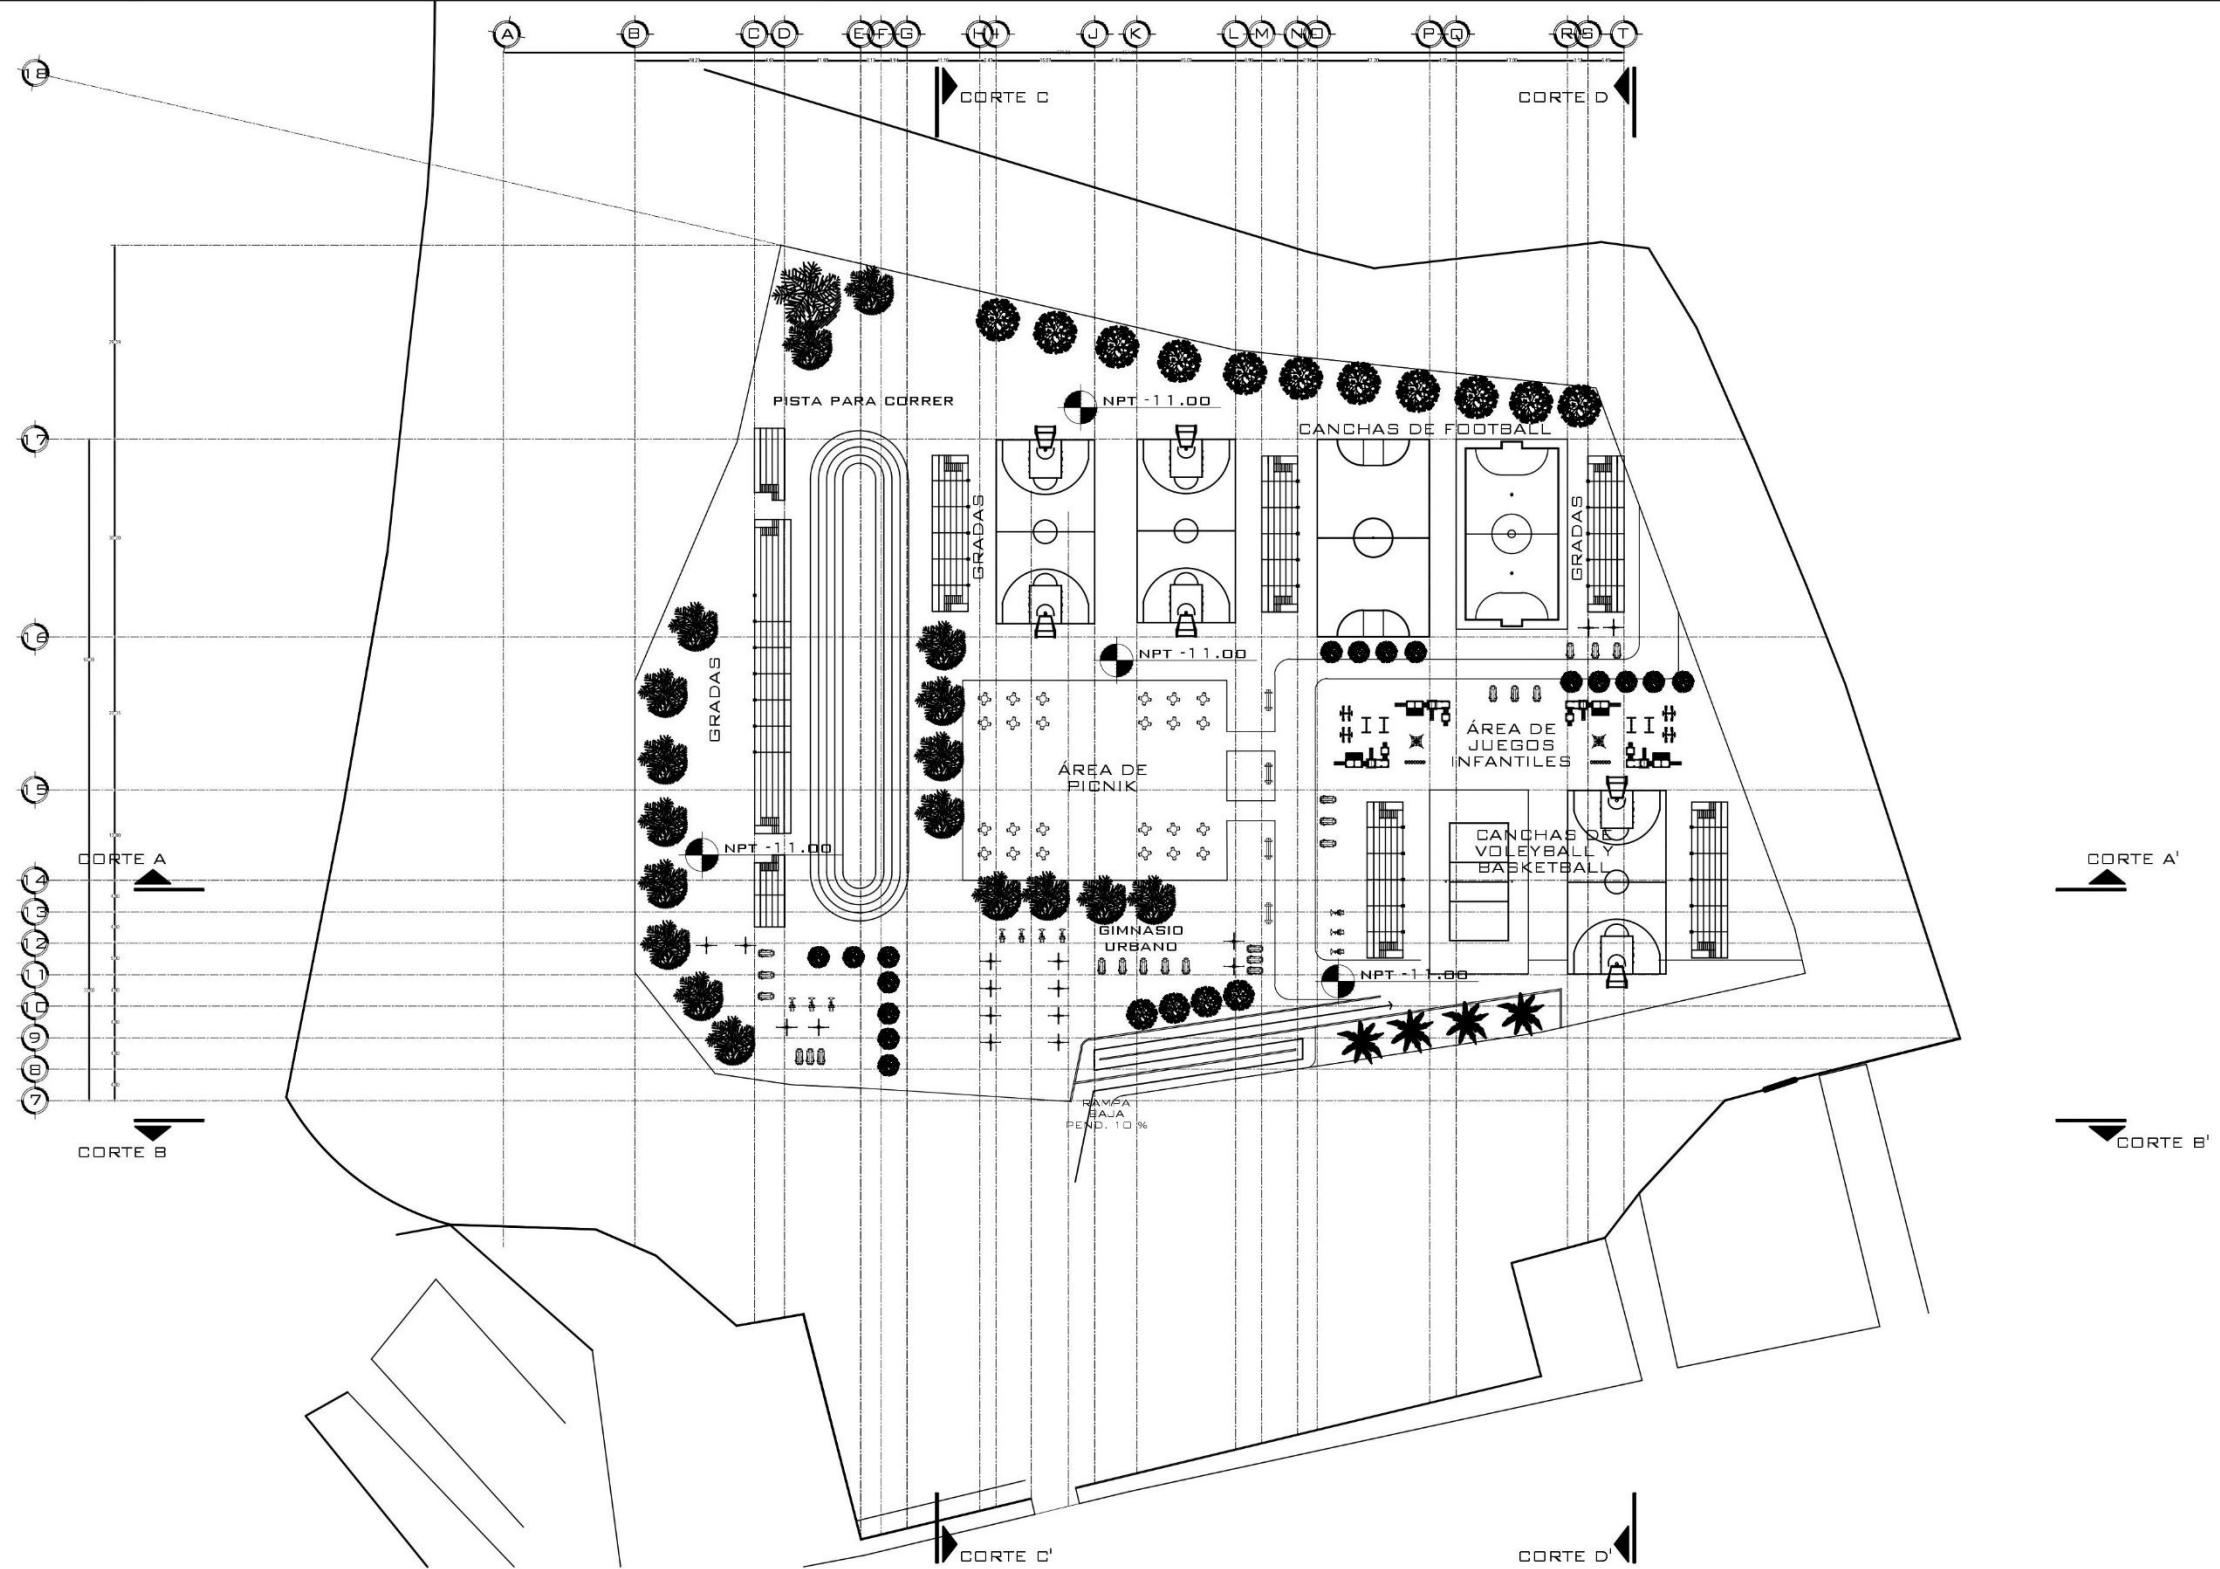 A
B
C
D
E
F
G
H
I
J
K
L
M
N
O
P
Q
R
S
T
18
CORTE C
CORTE D
PISTA PARA CORRER
NPT -11.00
CANCHAS DE FOOTBALL
17
GRADAS
GRADAS
16
NPT -11.00
GRADAS
ÁREA DE
JUEGOS
INFANTILES
ÁREA DE
PICNIK
15
CANCHAS DE
VOLEYBALL Y
BASKETBALL
NPT -11.00
CORTE A
CORTE A'
14
13
GIMNASIO
URBANO
12
11
NPT -11.00
10
9
8
7
RAMPA
BAJA
PEND. 10 %
CORTE B
CORTE B'
CORTE C'
CORTE D'